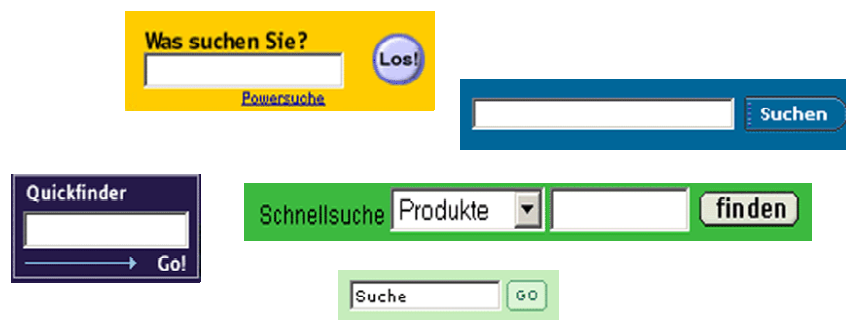 Was suchen Sie?
Los!
Powersuche
Suchen
Quickfinder
Go!
Schnellsuche Produkte finden
Suche GO